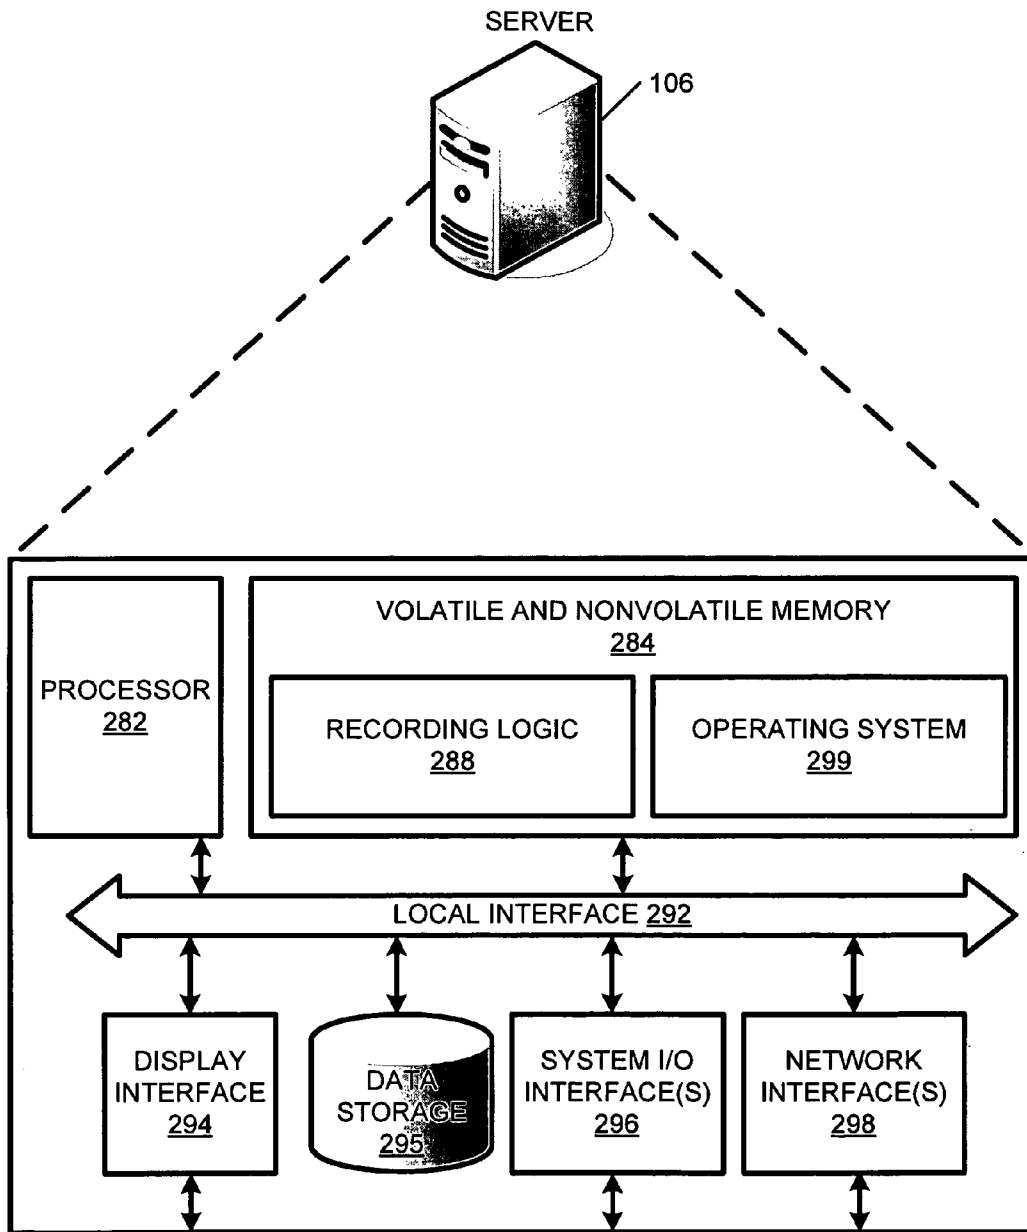 SERVER
106
PROCESSOR
282
VOLATILE AND NONVOLATILE MEMORY
284
RECORDING LOGIC
288
OPERATING SYSTEM
299
LOCAL INTERFACE 292
DISPLAY
INTERFACE
294
DATA
STORAGE
295
SYSTEM I/O
INTERFACE(S)
296
NETWORK
INTERFACE(S)
298